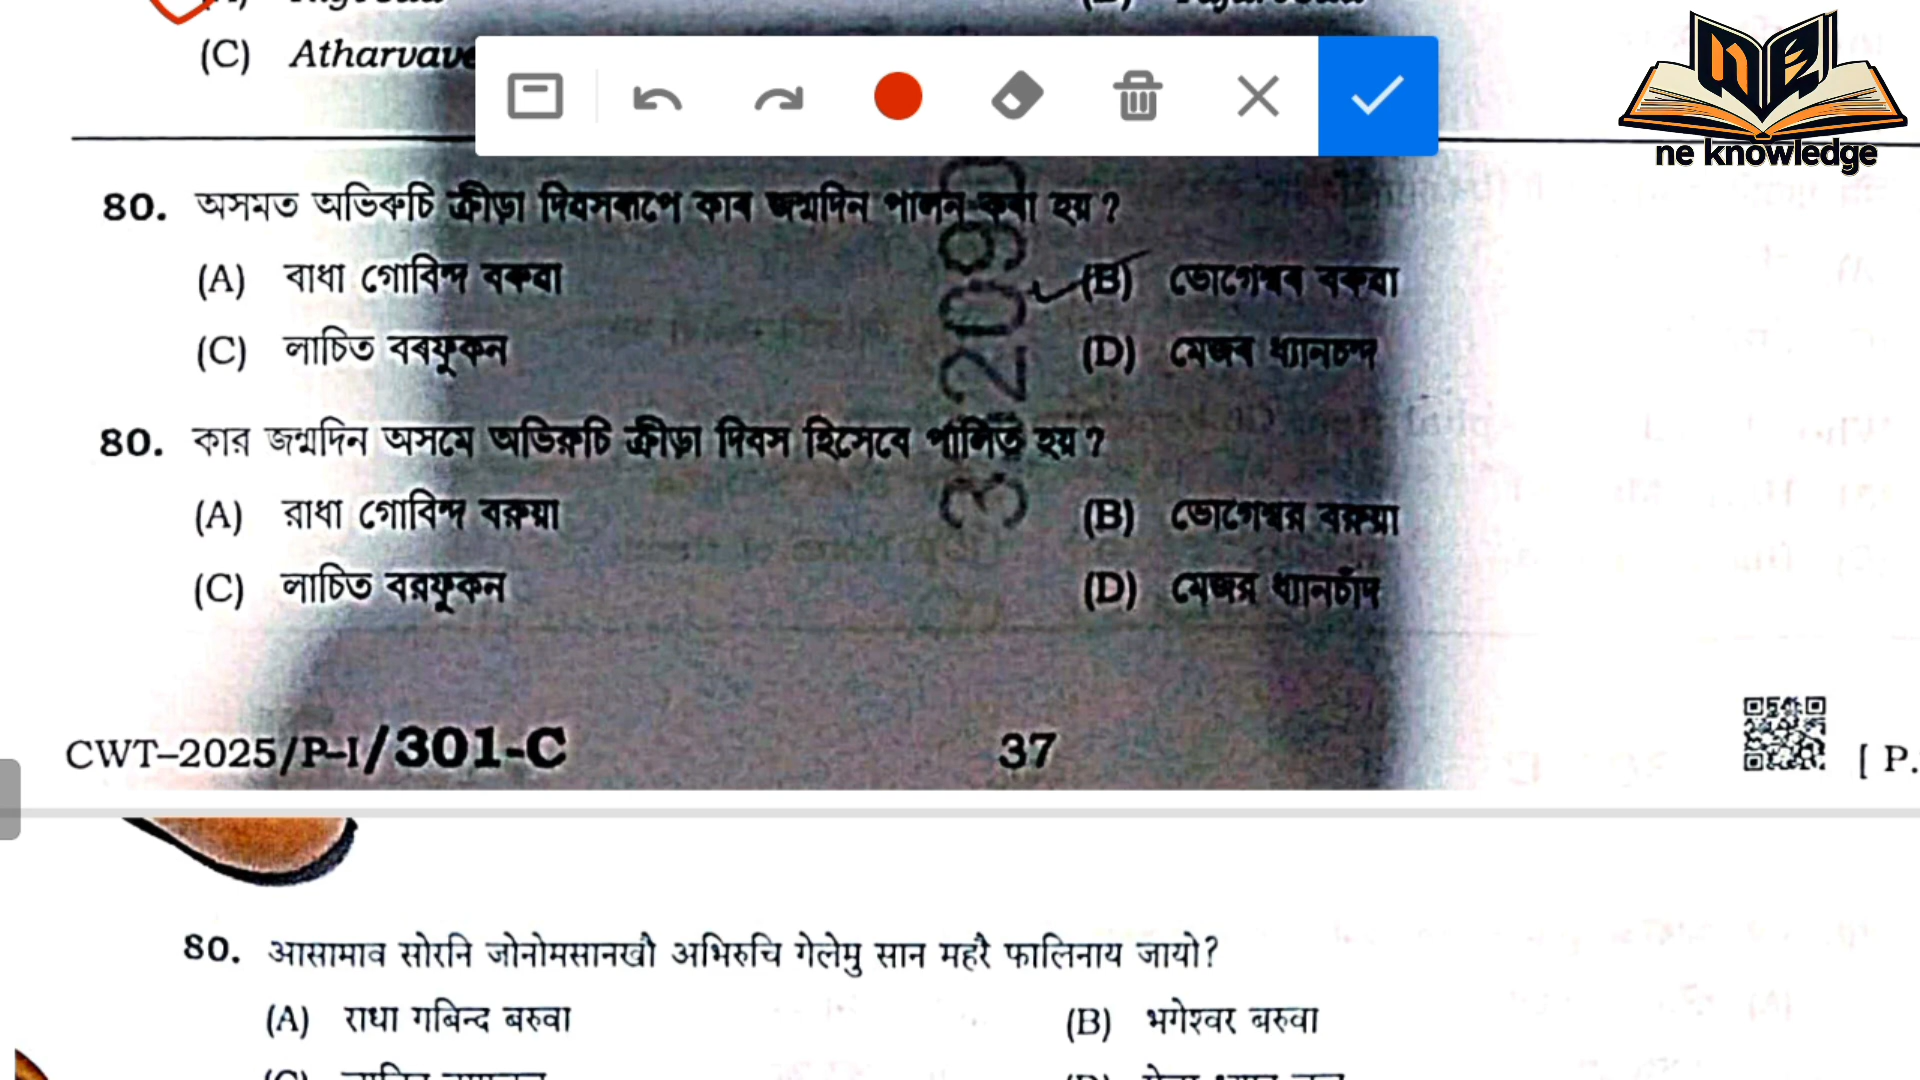 (C) Atharvave
ne knowledge
80. অসমত অভিৰুচি ক্ৰীড়া দিৱসৰূপে কাৰ জন্মদিন পালন কৰা হয় ?
(A) ৰাধা গোবিন্দ বৰুৱা (B) ভোগেশ্বৰ বৰুৱা
(C) লাচিত বৰফুকন (D) মেজৰ ধ্যানচন্দ
32090
80. কার জন্মদিন অসমে অভিরুচি ক্রীড়া দিবস হিসেবে পালিত হয় ?
(A) রাধা গোবিন্দ বরুয়া (B) ভোগেশ্বর বরুয়া
(C) লাচিত বরফুকন (D) মেজর ধ্যানচাঁদ
CWT–2025/P–I/301-C 37 [ P.
80. आसामाव सोरनि जोनोमसानखौ अभिरुचि गेलेमु सान महरै फालिनाय जायो?
(A) राधा गबिन्द बरुवा (B) भगेश्वर बरुवा